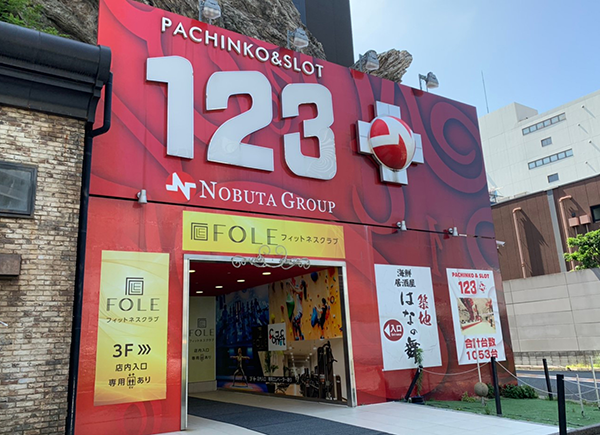 PACHINKO&SLOT
123
NOBUTA GROUP
FOLE フィットネスクラブ
FOLE
フィットネスクラブ
3F
店内入口
専用 あり
FOLE
海鮮
居酒屋
はなの舞
築地
入口
PACHINKO & SLOT
123
合計台数
1053台